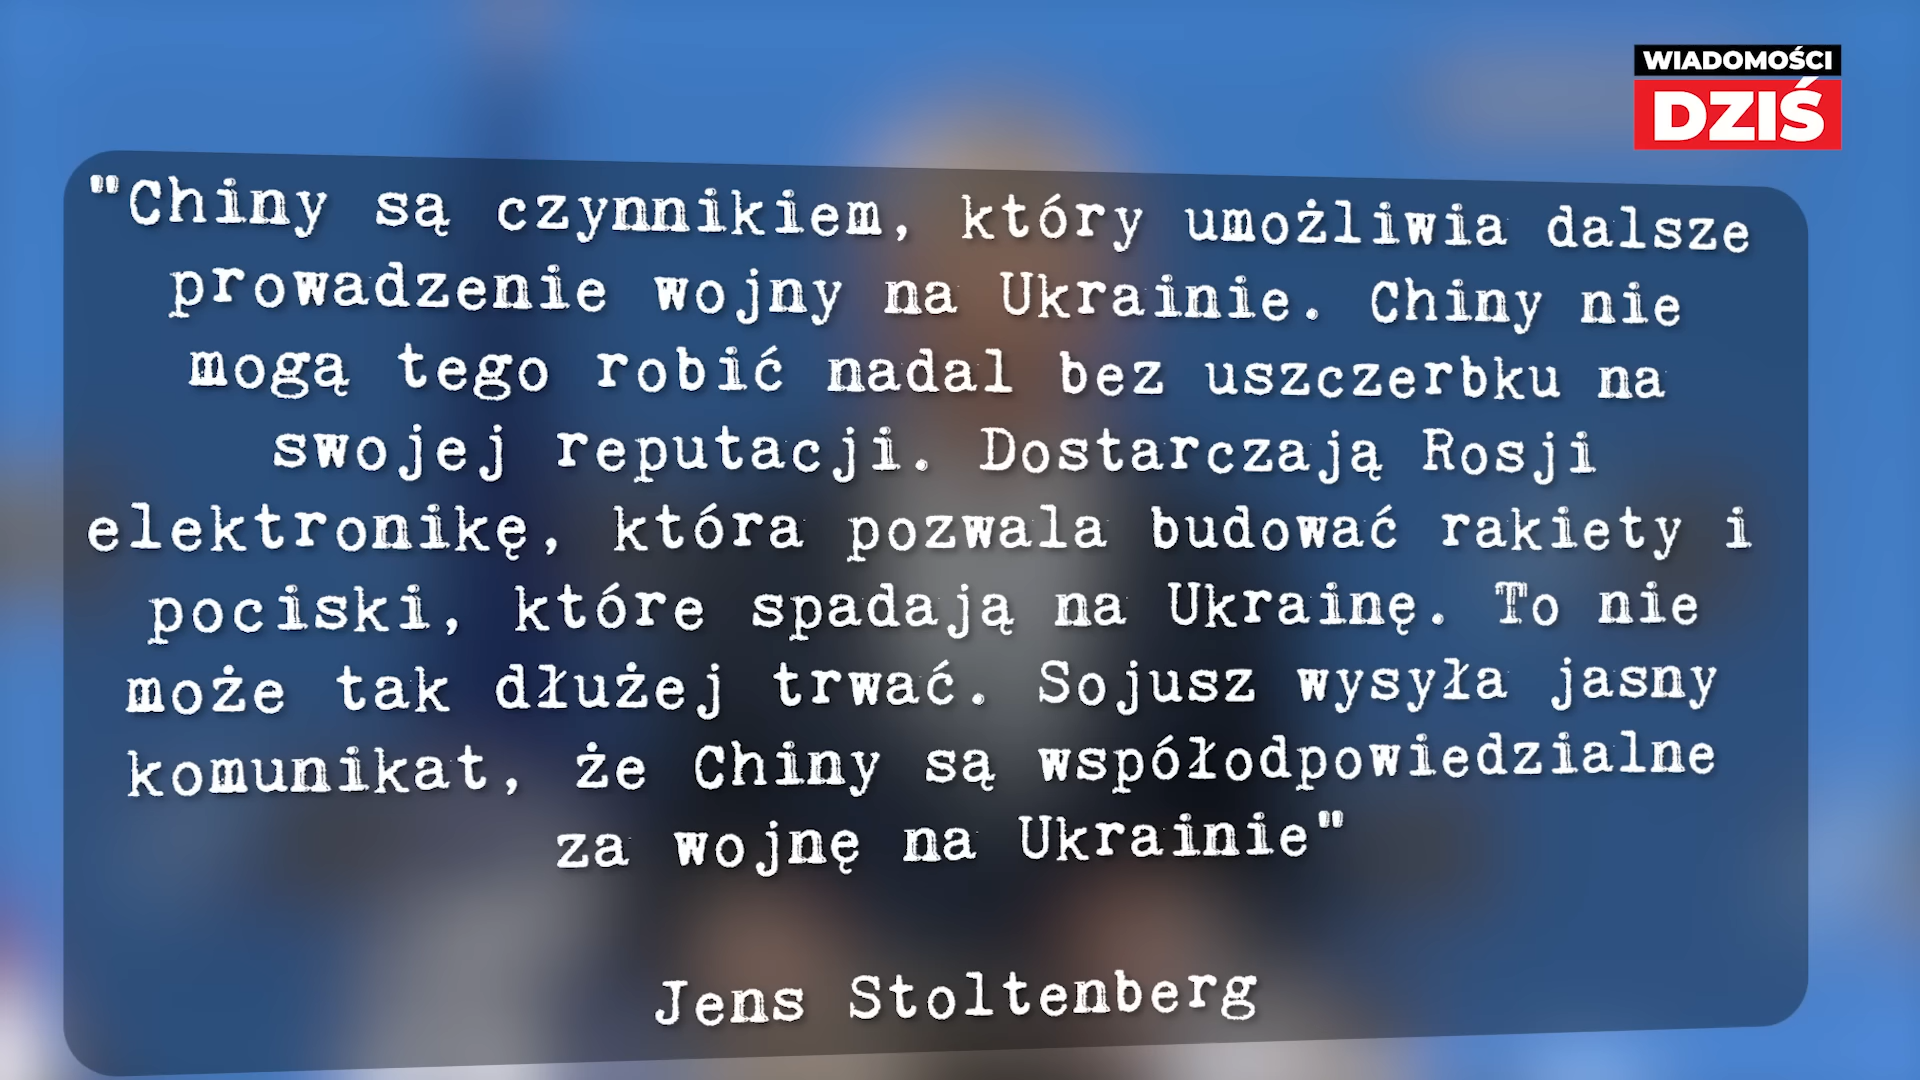 WIADOMOŚCI
DZIŚ
"Chiny są czynnikiem, który umożliwia dalsze
prowadzenie wojny na Ukrainie. Chiny nie
mogą tego robić nadal bez uszczerbku na
swojej reputacji. Dostarczają Rosji
elektronikę, która pozwala budować rakiety i
pociski, które spadają na Ukrainę. To nie
może tak dłużej trwać. Sojusz wysyła jasny
komunikat, że Chiny są współodpowiedzialne
za wojnę na Ukrainie"
Jens Stoltenberg